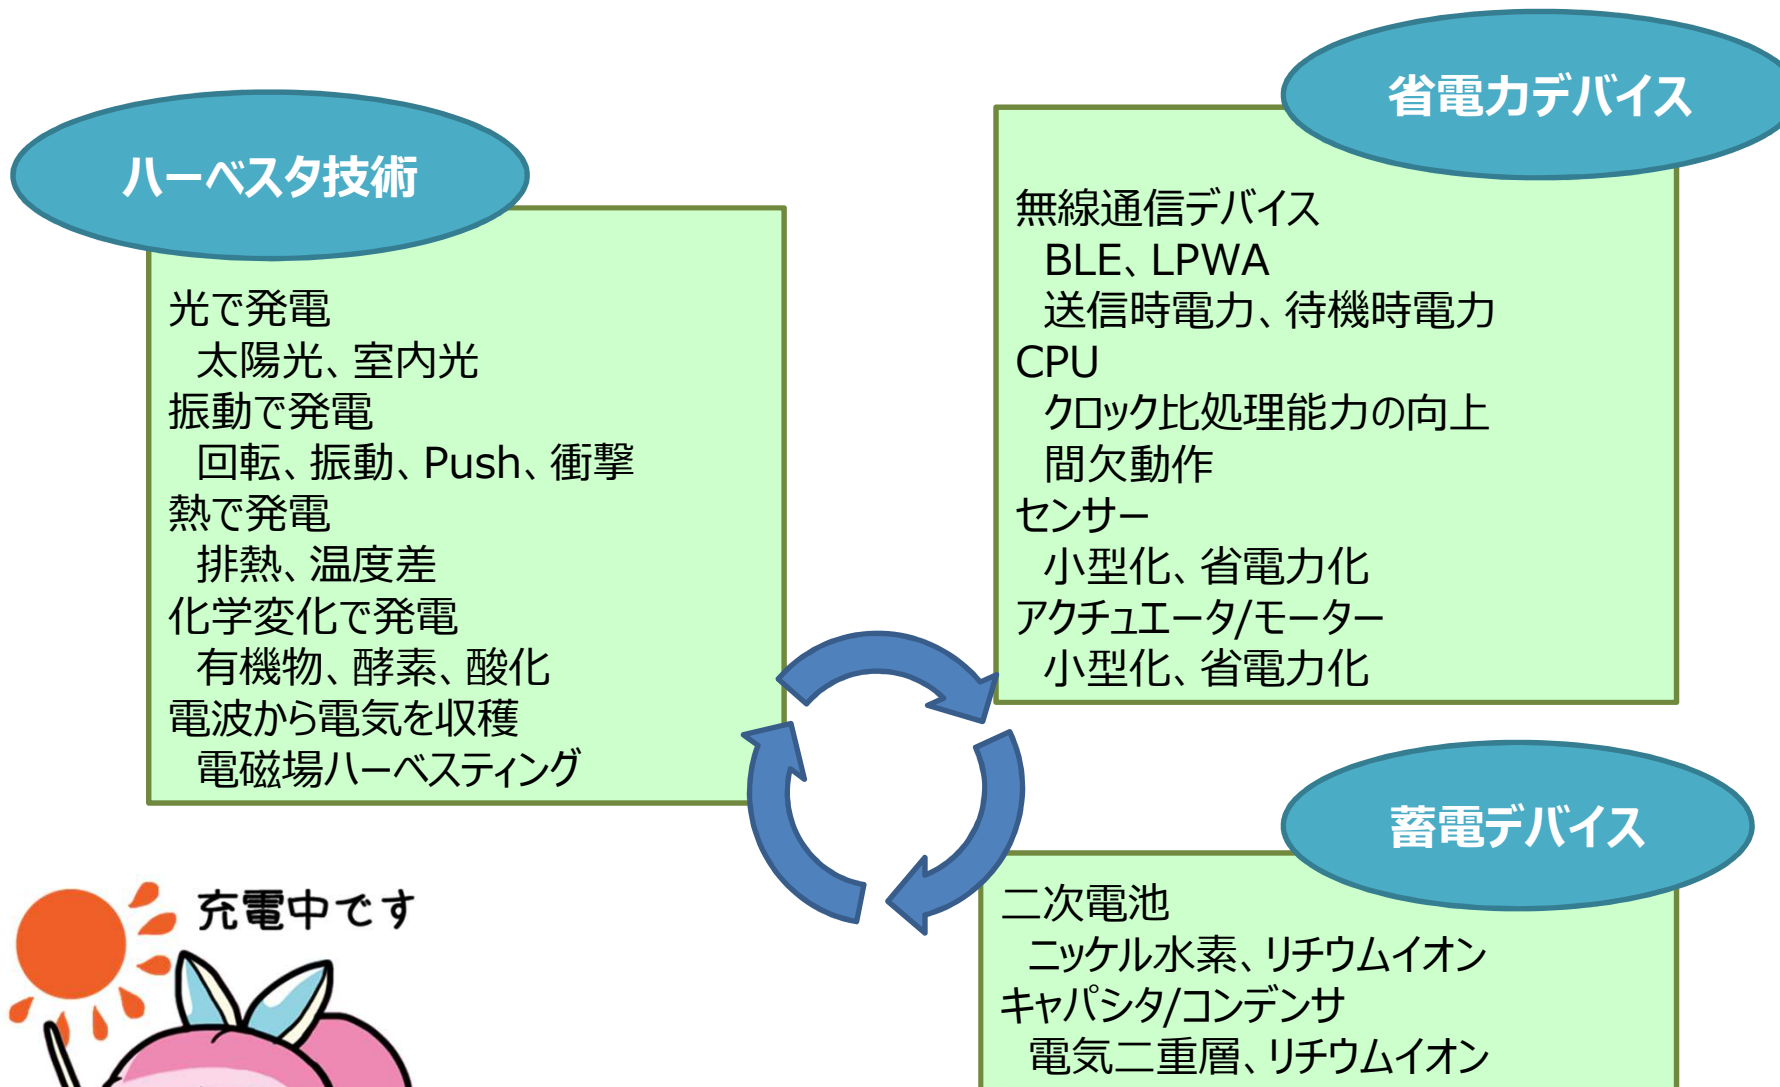 ハーベスタ技術
光で発電
太陽光、室内光
振動で発電
回転、振動、Push、衝撃
熱で発電
排熱、温度差
化学変化で発電
有機物、酵素、酸化
電波から電気を収穫
電磁場ハーベスティング
省電力デバイス
無線通信デバイス
BLE、LPWA
送信時電力、待機時電力
CPU
クロック比処理能力の向上
間欠動作
センサー
小型化、省電力化
アクチュエータ/モーター
小型化、省電力化
蓄電デバイス
二次電池
ニッケル水素、リチウムイオン
キャパシタ/コンデンサ
電気二重層、リチウムイオン
充電中です